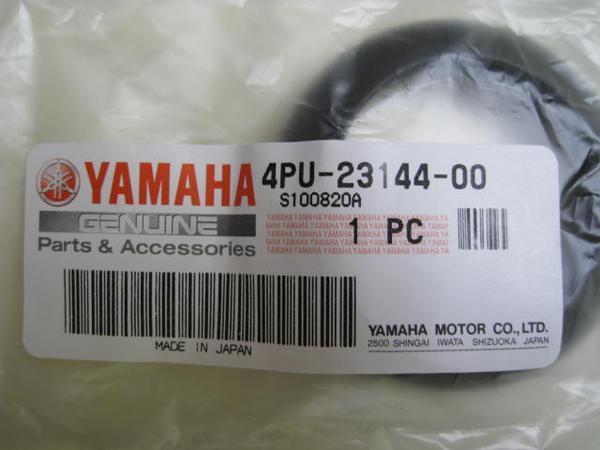 YAMAHA 4PU-23144-00
S100820A
GENUINE
Parts & Accessories
1 PC
MADE IN JAPAN
YAMAHA MOTOR CO.,LTD.
2500 SHINGAI IWATA SHIZUOKA JAPAN